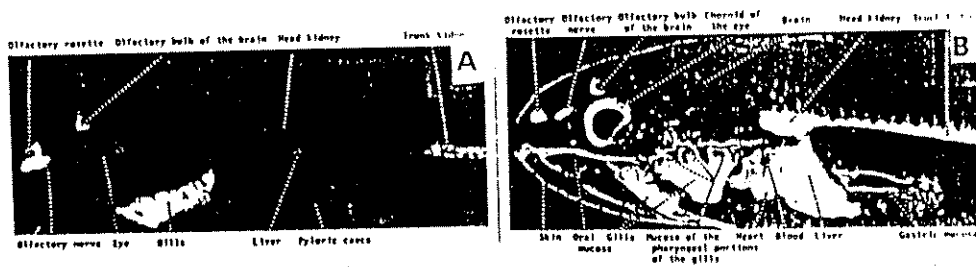 Olfactory rosette Olfactory bulb of the brain Head kidney Trunk
A
Olfactory nerve Eye Gills Liver Pyloric caeca
Olfactory Olfactory Olfactory bulb Choroid of Brain Head kidney
rosette nerve of the brain the eye
B
Skin Oral Gills Mucosa of the Heart Blood Liver Gastric mucosa
mucosa pharyngeal portions
of the gills